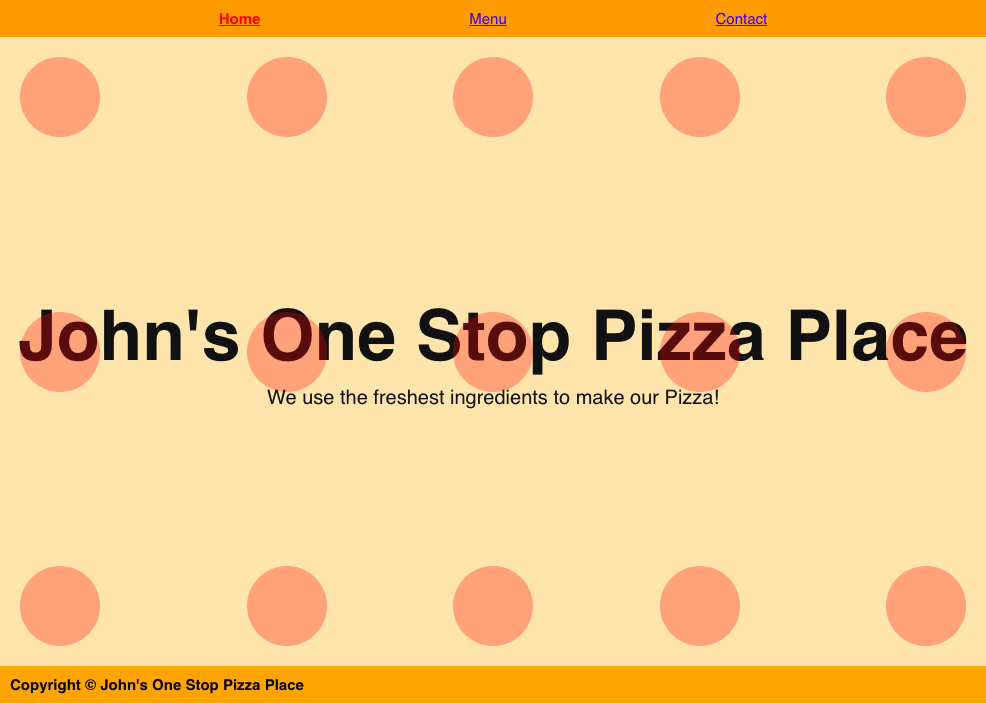 Home Menu Contact
John's One Stop Pizza Place
We use the freshest ingredients to make our Pizza!
Copyright © John's One Stop Pizza Place